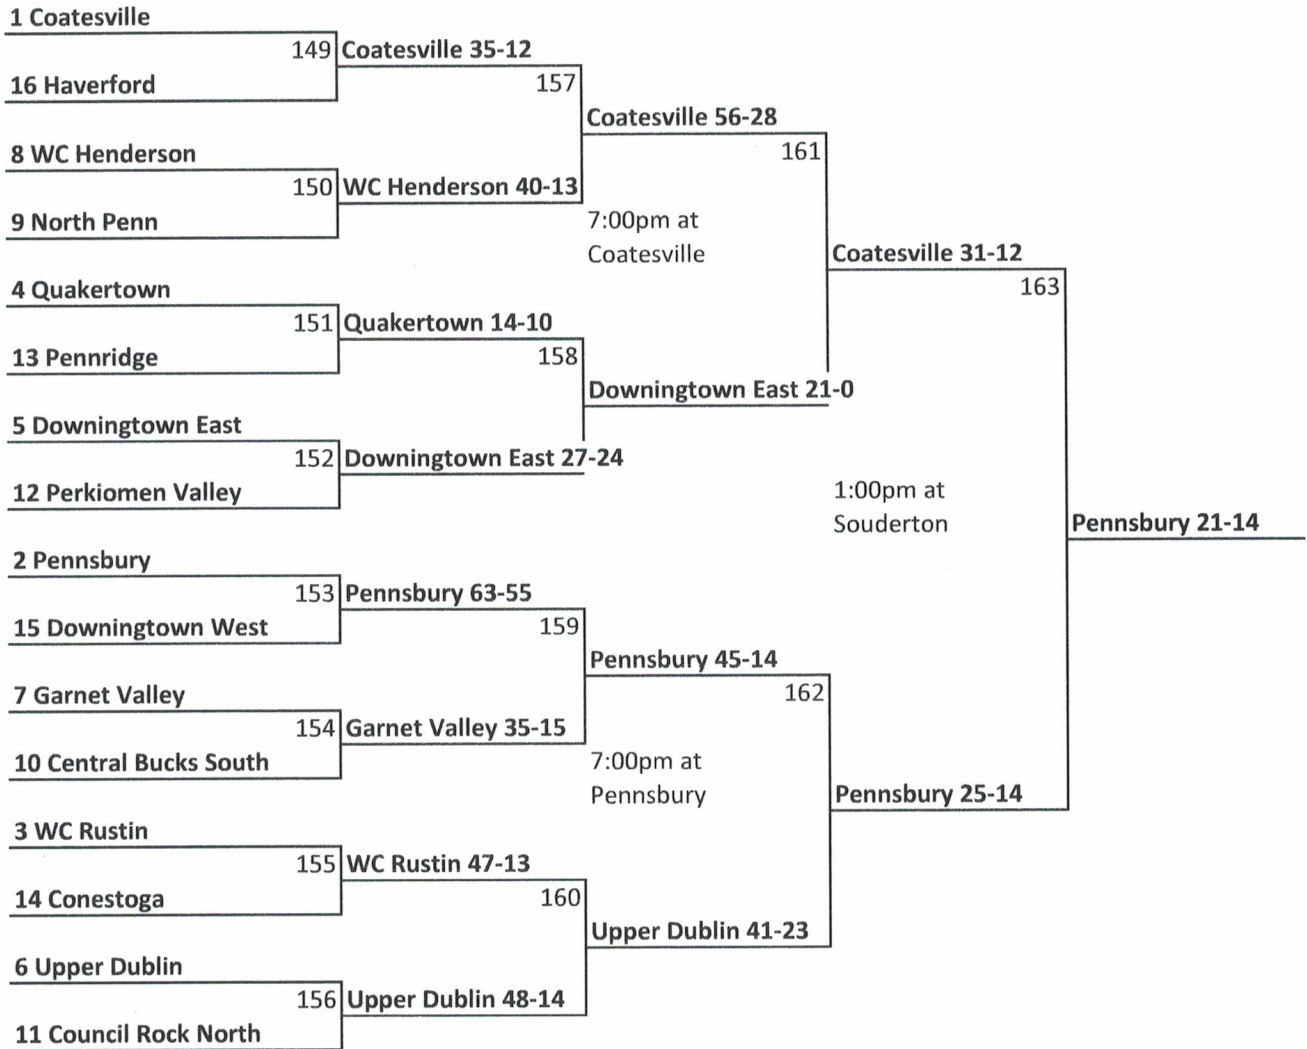 1 Coatesville
149 Coatesville 35-12
16 Haverford
157
Coatesville 56-28
8 WC Henderson
161
150 WC Henderson 40-13
9 North Penn
7:00pm at
Coatesville
Coatesville 31-12
4 Quakertown
163
151 Quakertown 14-10
13 Pennridge
158
Downingtown East 21-0
5 Downingtown East
152 Downingtown East 27-24
12 Perkiomen Valley
1:00pm at
Souderton
Pennsbury 21-14
2 Pennsbury
153 Pennsbury 63-55
15 Downingtown West
159
Pennsbury 45-14
7 Garnet Valley
162
154 Garnet Valley 35-15
10 Central Bucks South
7:00pm at
Pennsbury
Pennsbury 25-14
3 WC Rustin
155 WC Rustin 47-13
14 Conestoga
160
Upper Dublin 41-23
6 Upper Dublin
156 Upper Dublin 48-14
11 Council Rock North